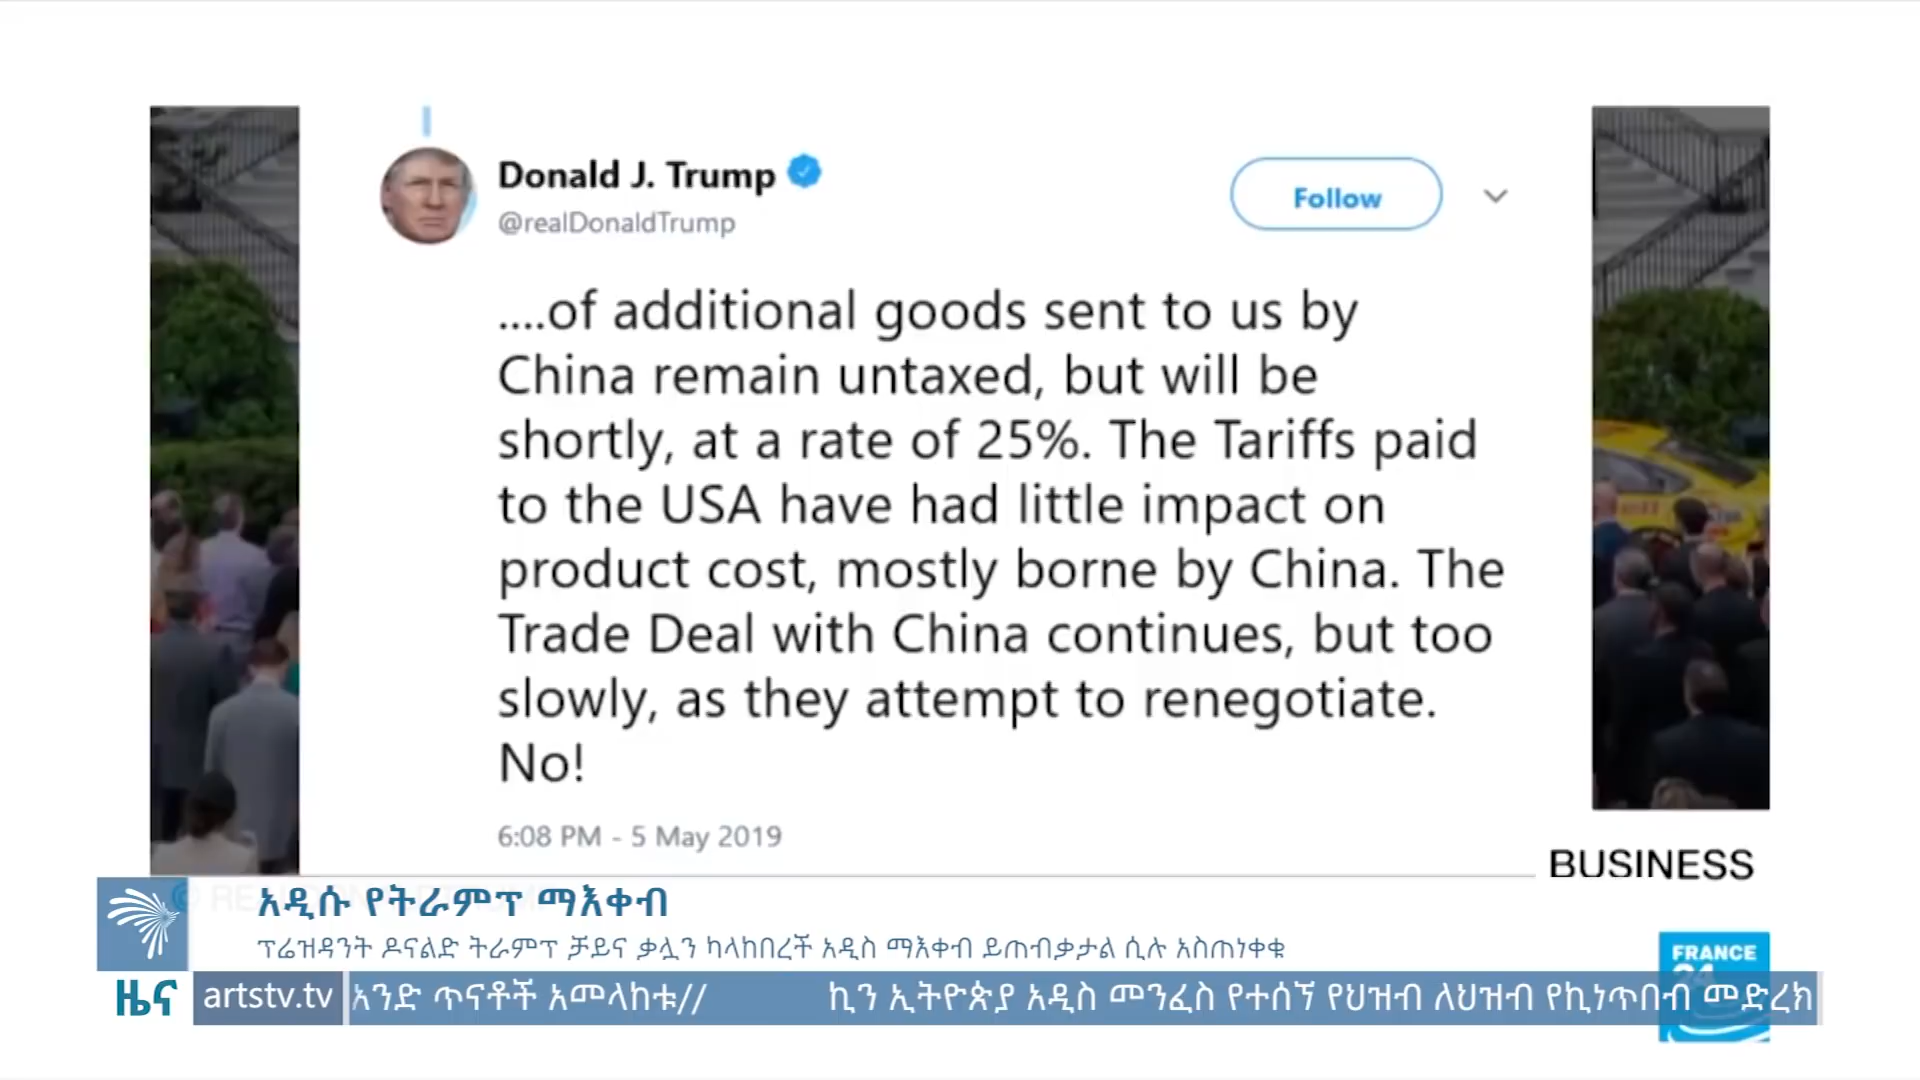 Donald J. Trump
@realDonaldTrump
Follow
....of additional goods sent to us by
China remain untaxed, but will be
shortly, at a rate of 25%. The Tariffs paid
to the USA have had little impact on
product cost, mostly borne by China. The
Trade Deal with China continues, but too
slowly, as they attempt to renegotiate.
No!
6:08 PM - 5 May 2019
BUSINESS
አዲሱ የትራምፕ ማእቀብ
ፕሬዝዳንት ዶናልድ ትራምፕ ቻይና ቃሏን ካላከበረች አዲስ ማእቀብ ይጠብቃታል ሲሉ አስጠነቀቁ
FRANCE
24
ዜና artstv.tv አንድ ጥናቶች አመላከቱ// ኪን ኢትዮጵያ አዲስ መንፈስ የተሰኘ የህዝብ ለህዝብ የኪነጥበብ መድረክ